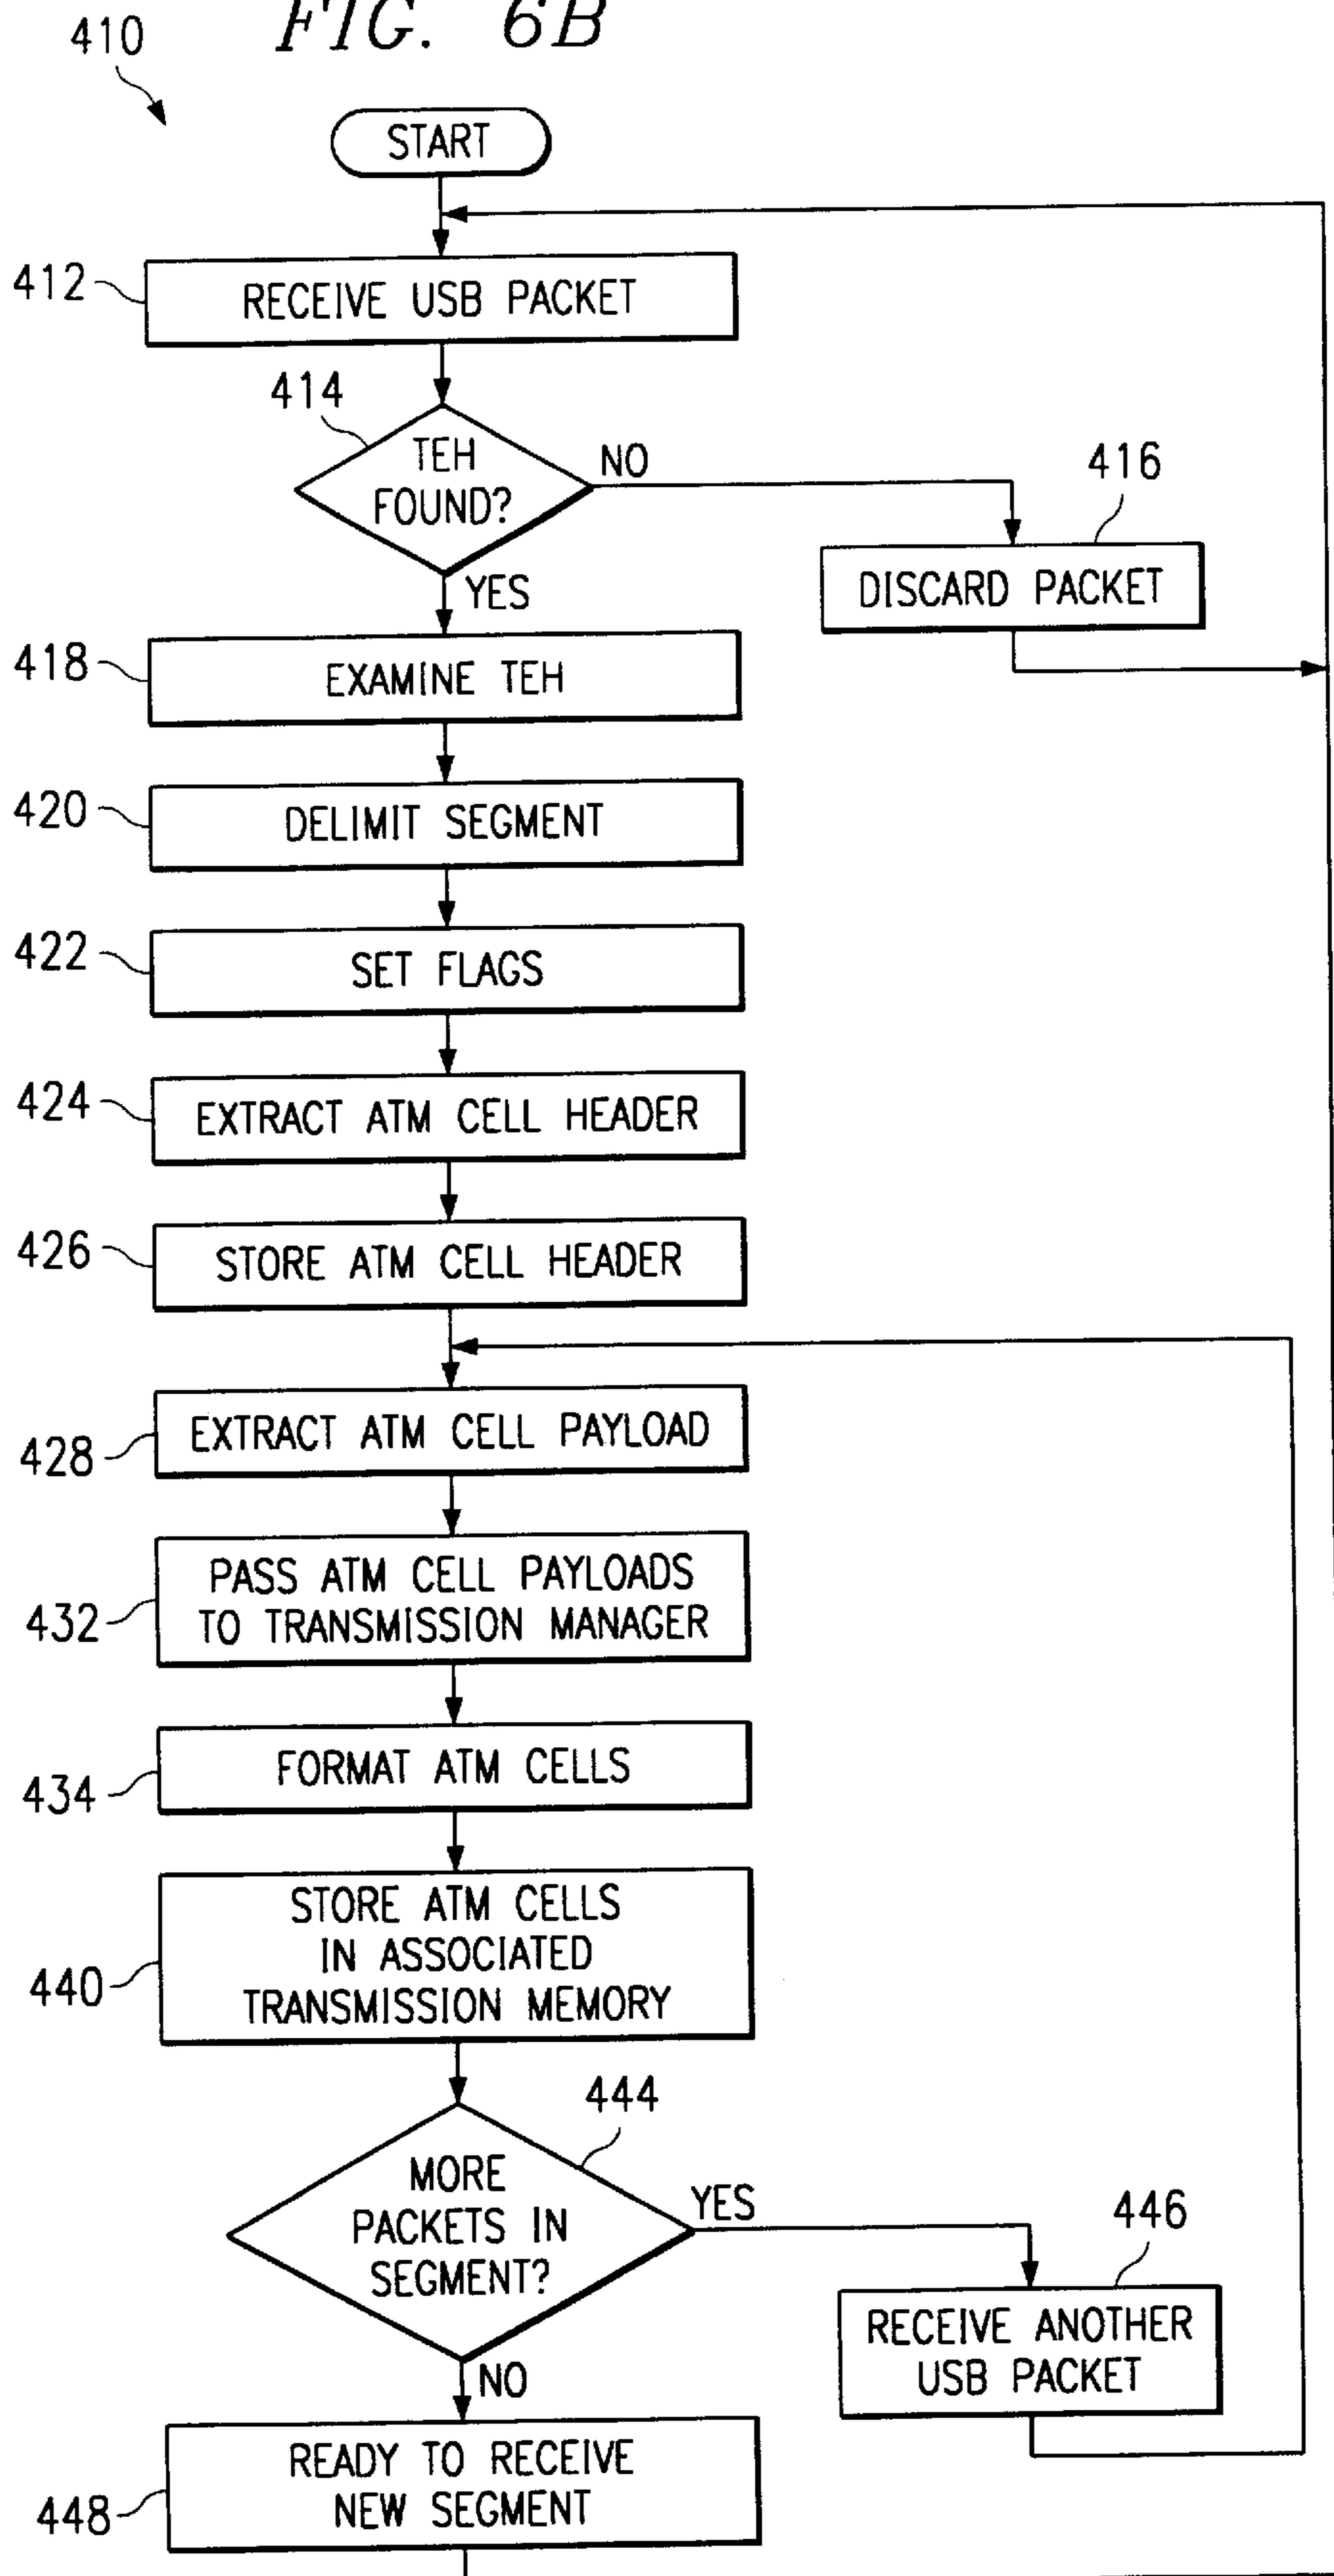 FIG. 6B
410
START
412
RECEIVE USB PACKET
414
TEH
FOUND?
NO
416
DISCARD PACKET
YES
418
EXAMINE TEH
420
DELIMIT SEGMENT
422
SET FLAGS
424
EXTRACT ATM CELL HEADER
426
STORE ATM CELL HEADER
428
EXTRACT ATM CELL PAYLOAD
432
PASS ATM CELL PAYLOADS
TO TRANSMISSION MANAGER
434
FORMAT ATM CELLS
440
STORE ATM CELLS
IN ASSOCIATED
TRANSMISSION MEMORY
444
MORE
PACKETS IN
SEGMENT?
YES
446
RECEIVE ANOTHER
USB PACKET
NO
448
READY TO RECEIVE
NEW SEGMENT